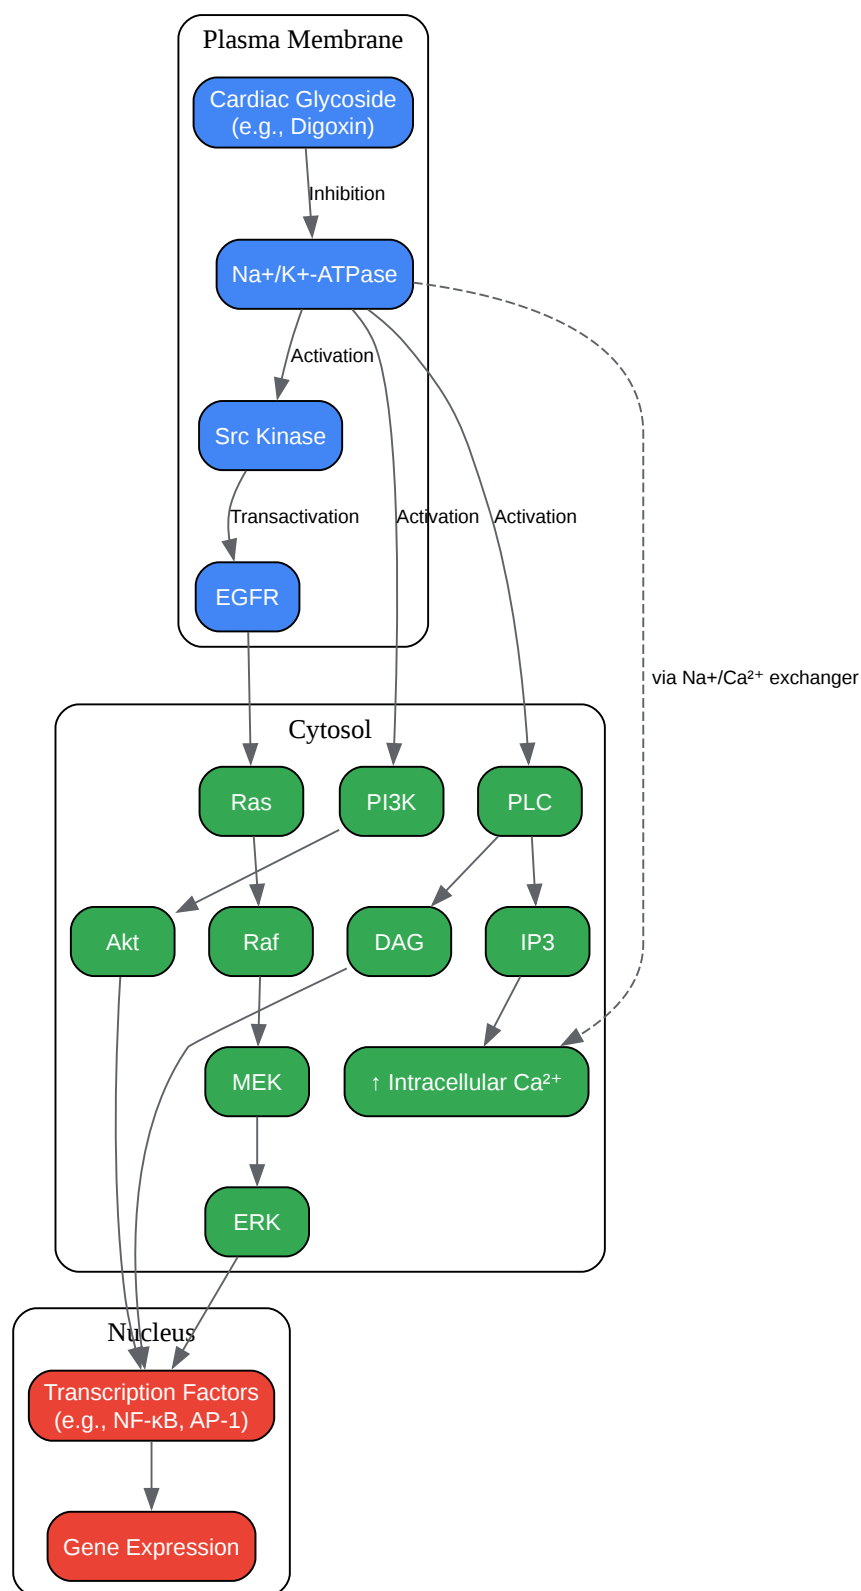 Plasma Membrane
Cardiac Glycoside
(e.g., Digoxin)
Inhibition
Na+/K+-ATPase
Activation
Src Kinase
Transactivation
Activation
Activation
EGFR
via Na+/Ca²⁺ exchanger
Cytosol
Ras
PI3K
PLC
Akt
Raf
DAG
IP3
MEK
↑ Intracellular Ca²⁺
ERK
Nucleus
Transcription Factors
(e.g., NF-κB, AP-1)
Gene Expression